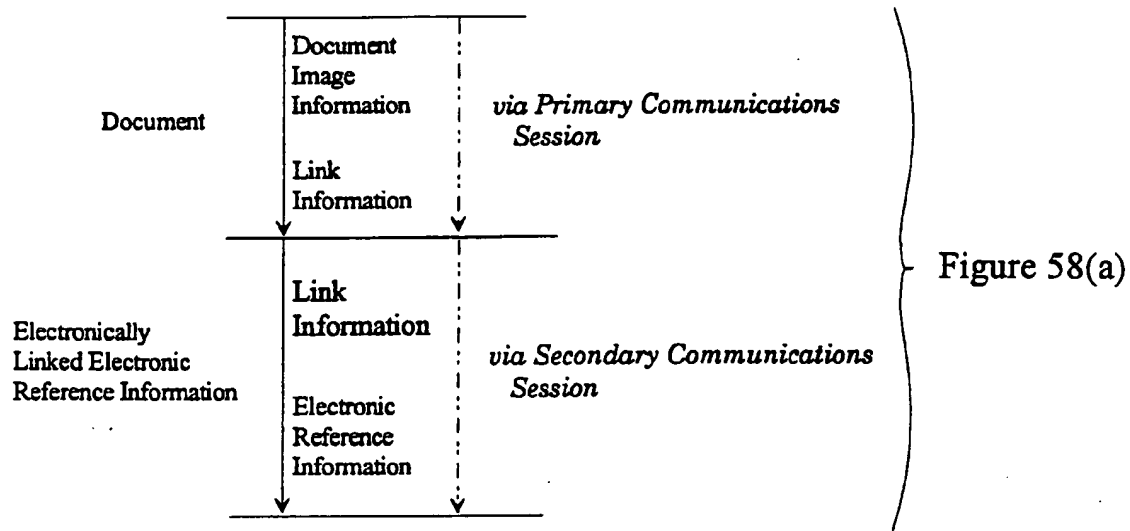 Document
Document
Image
Information
Link
Information
via Primary Communications
Session
Figure 58(a)
Electronically
Linked Electronic
Reference Information
Link
Information
Electronic
Reference
Information
via Secondary Communications
Session